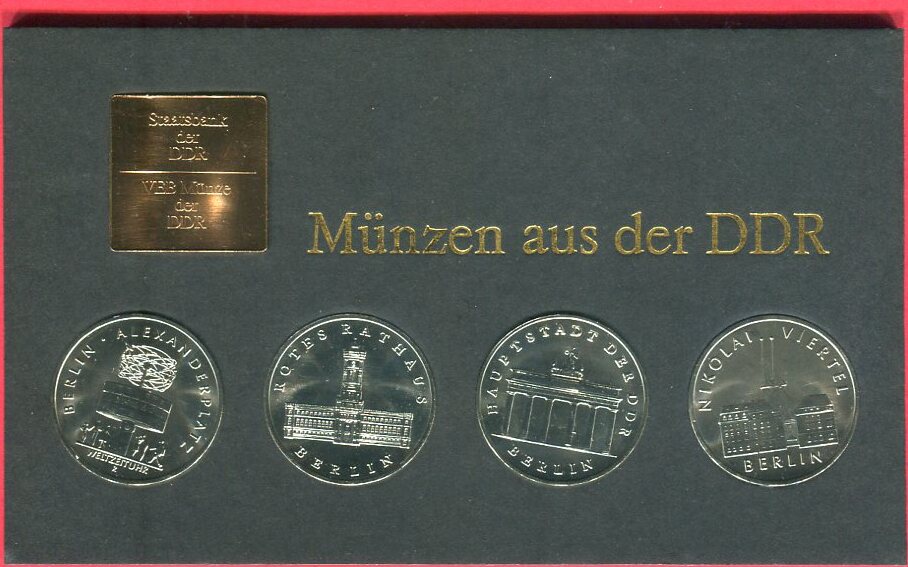 Staatsbank
der
DDR
VEB Münze
der
DDR
Münzen aus der DDR
BERLIN · ALEXANDERPLATZ
WELTZEITUHR
ROTES RATHAUS
BERLIN
HAUPTSTADT DER DDR
BERLIN
NIKOLAI VIERTEL
BERLIN